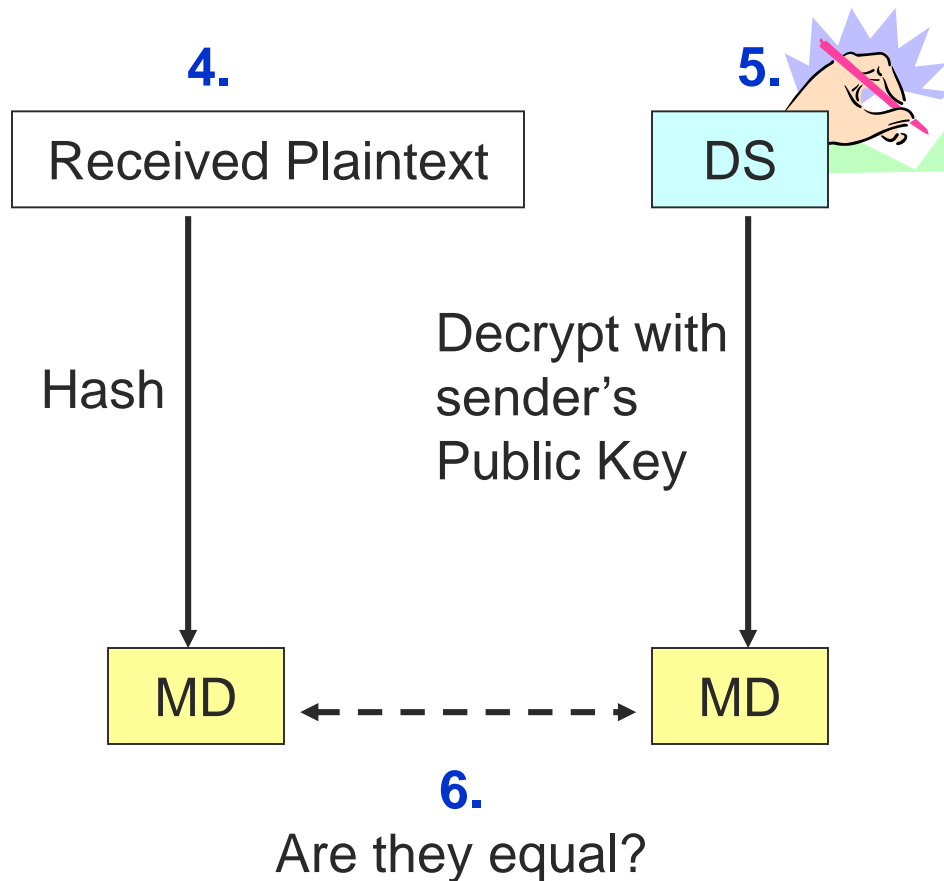 4.
5.
Received Plaintext
DS
Decrypt with
sender’s
Public Key
Hash
MD
MD
6.
Are they equal?